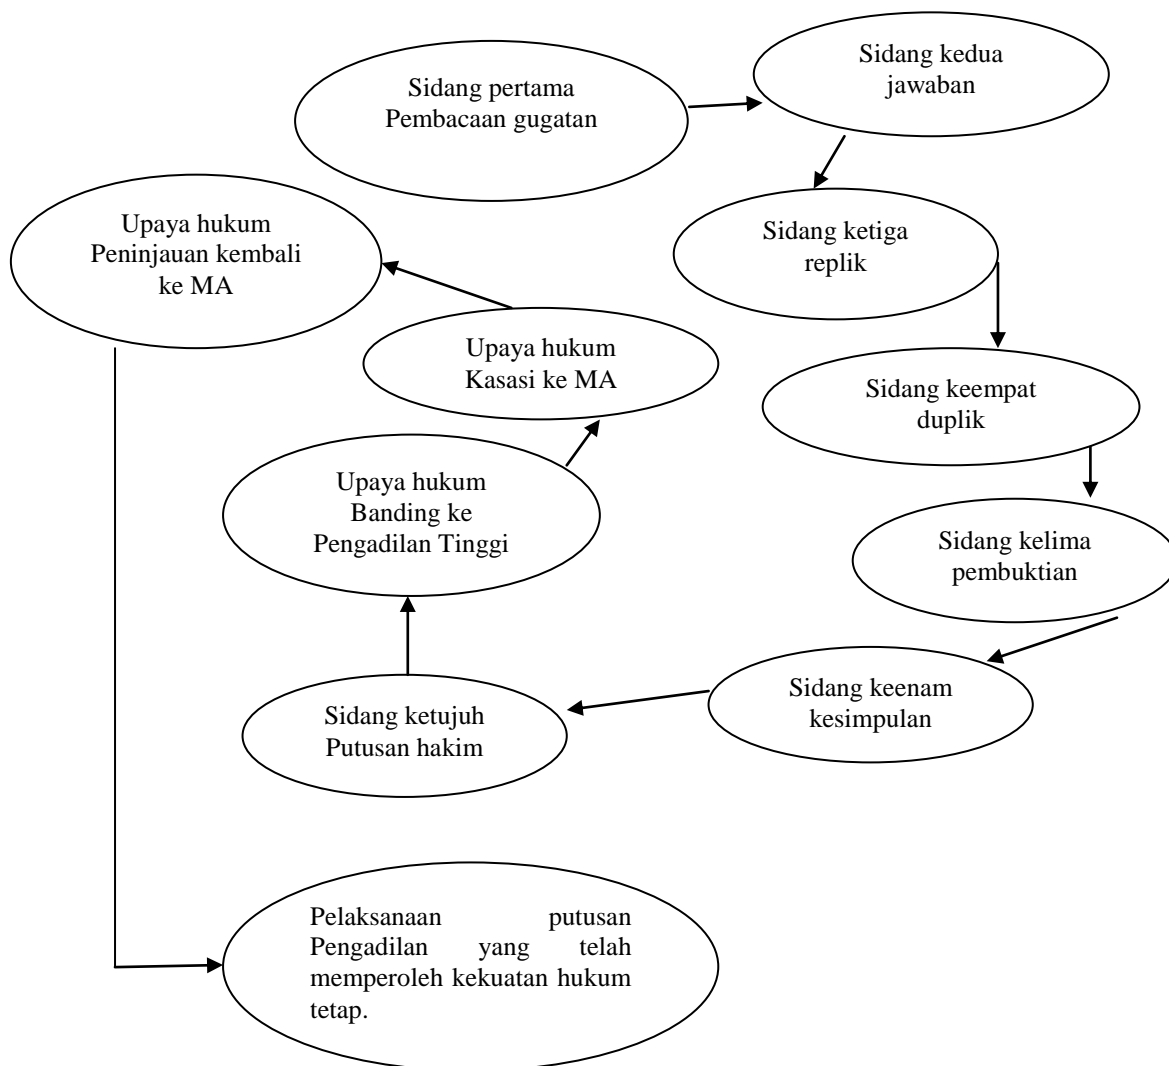 Sidang pertama
Pembacaan gugatan
Sidang kedua
jawaban
Sidang ketiga
replik
Sidang keempat
duplik
Sidang kelima
pembuktian
Sidang keenam
kesimpulan
Sidang ketujuh
Putusan hakim
Upaya hukum
Banding ke
Pengadilan Tinggi
Upaya hukum
Kasasi ke MA
Upaya hukum
Peninjauan kembali
ke MA
Pelaksanaan putusan
Pengadilan yang telah
memperoleh kekuatan hukum
tetap.